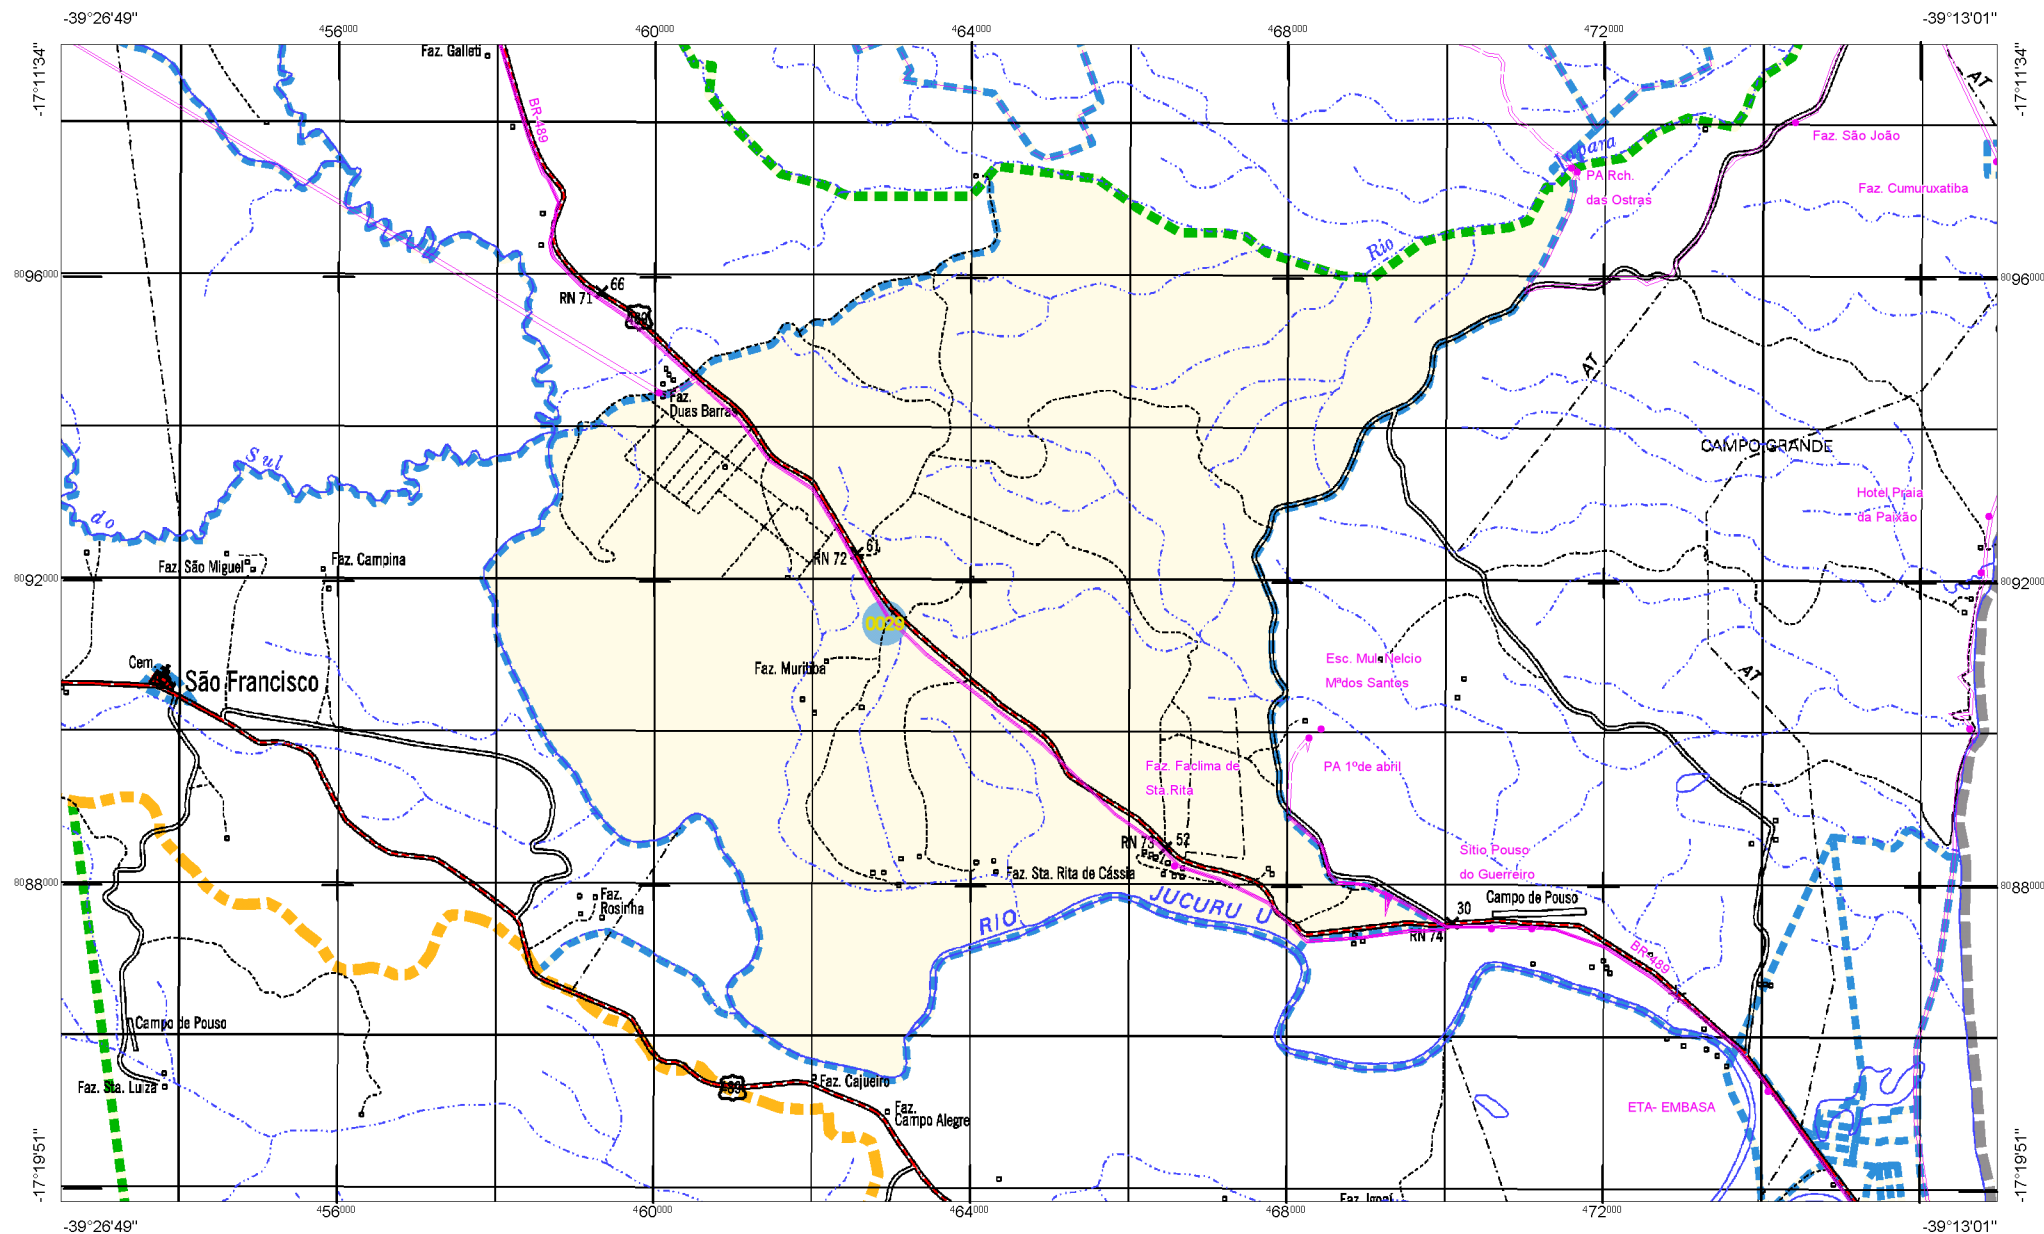 -39°26'49"
-39°13'01"
456000
460000
464000
468000
472000
-17°11'34"
-17°11'34"
Faz. Galleti
BR-489
AT
Faz. São João
Japara
PA Rch.
das Ostras
Faz. Cumuruxatiba
Rio
8096000
8096000
66
RN 71
489
AT
Faz.
Duas Barras
CAMPO GRANDE
Sul
do
Hotel Praia
da Paixão
61
RN 72
Faz. São Miguel
Faz. Campina
8092000
8092000
0029
Cem.
São Francisco
Faz. Muritiba
Esc. Mul. Nelcio
Mªdos Santos
AT
Faz. Faclima de
Sta.Rita
PA 1ºde abril
52
RN 73
Sítio Pouso
do Guerreiro
Faz. Sta. Rita de Cássia
8088000
8088000
Faz.
Rosinha
RIO
JUCURU U
Campo de Pouso
30
RN 74
BR-489
Campo de Pouso
Faz. Sta. Luiza
489
Faz. Cajueiro
Faz.
Campo Alegre
ETA- EMBASA
-17°19'51"
-17°19'51"
456000
460000
464000
468000
472000
-39°26'49"
-39°13'01"